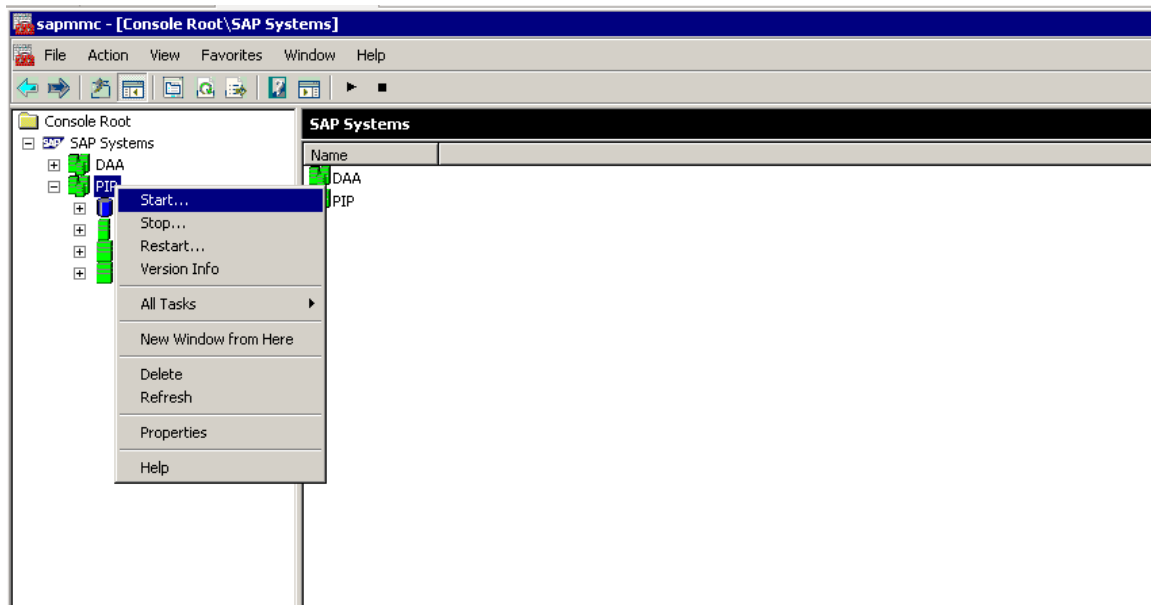 sapmmc - [Console Root\SAP Systems]
File Action View Favorites Window Help
Console Root
SAP SAP Systems
DAA
PIP
SAP Systems
Name
DAA
PIP
Start...
Stop...
Restart...
Version Info
All Tasks
New Window from Here
Delete
Refresh
Properties
Help